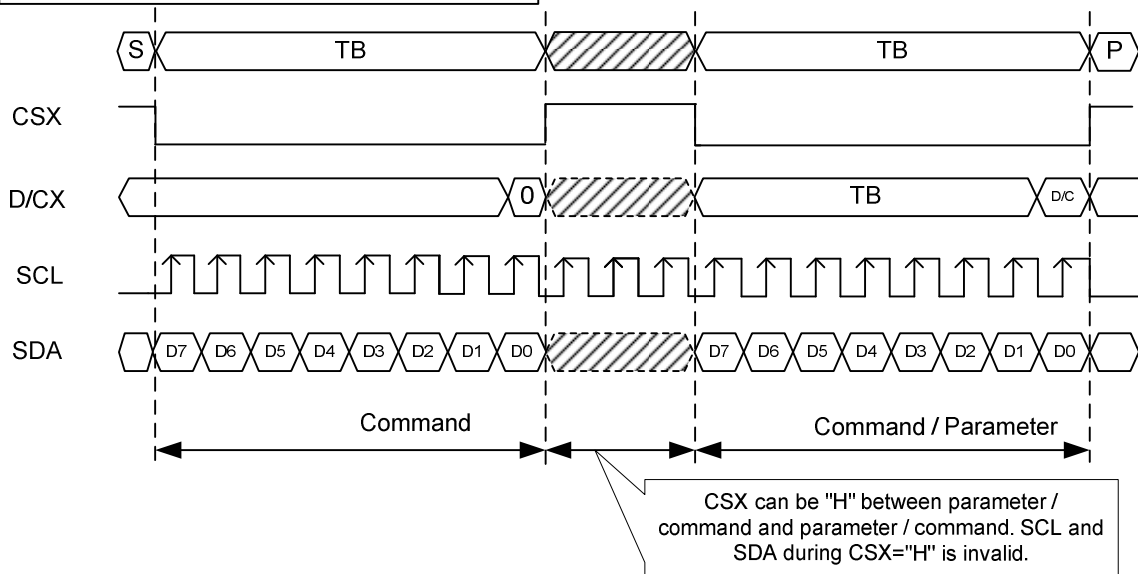 S TB TB P
CSX
D/CX 0 TB D/C
SCL
SDA D7 D6 D5 D4 D3 D2 D1 D0 D7 D6 D5 D4 D3 D2 D1 D0
Command Command / Parameter
CSX can be "H" between parameter /
command and parameter / command. SCL and
SDA during CSX="H" is invalid.